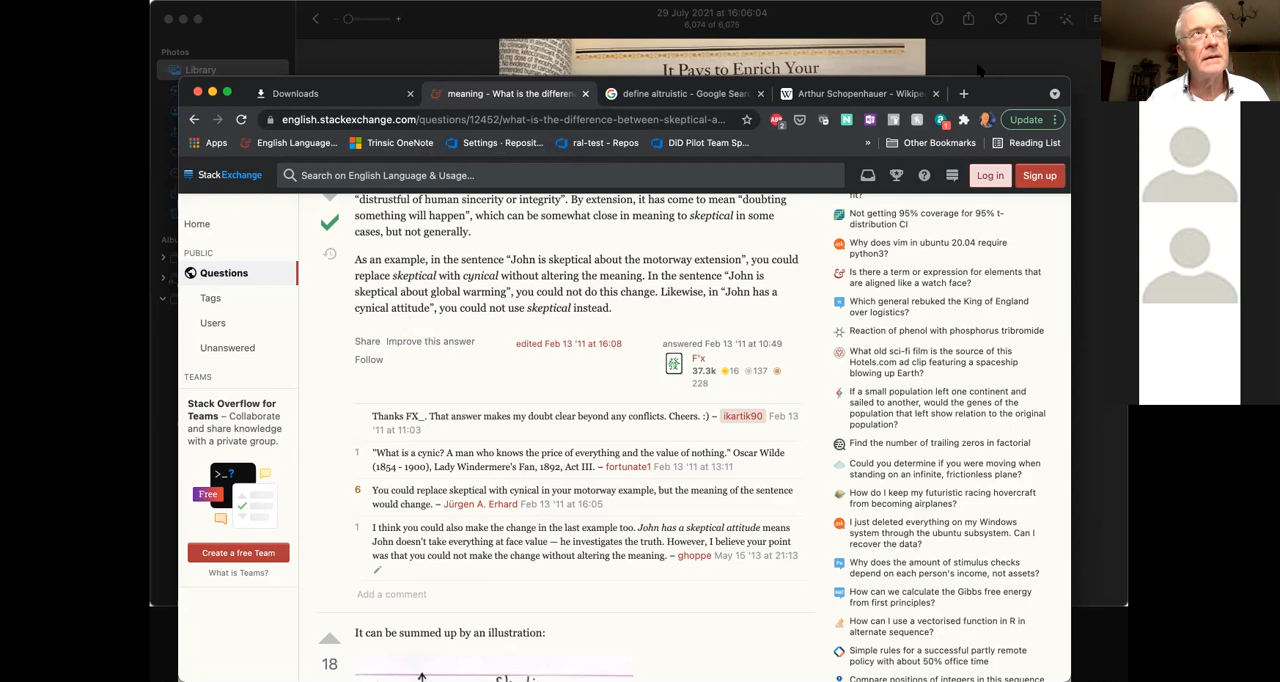 29 July 2021 at 16:06:04
6,074 of 6,075
Photos
Library
It Pays to Enrich Your
Downloads
meaning - What is the differen
define altruistic - Google Sear
Arthur Schopenhauer - Wikipe
english.stackexchange.com/questions/12452/what-is-the-difference-between-skeptical-a...
Update
Apps
English Language...
Trinsic OneNote
Settings · Reposit...
ral-test - Repos
DiD Pilot Team Sp...
»
Other Bookmarks
Reading List
StackExchange
Search on English Language & Usage...
Log in
Sign up
Home
PUBLIC
Questions
Tags
Users
Unanswered
TEAMS
Stack Overflow for
Teams – Collaborate
and share knowledge
with a private group.
>_?
Free
Create a free Team
What is Teams?
"distrustful of human sincerity or integrity". By extension, it has come to mean "doubting
something will happen", which can be somewhat close in meaning to skeptical in some
cases, but not generally.
As an example, in the sentence "John is skeptical about the motorway extension", you could
replace skeptical with cynical without altering the meaning. In the sentence "John is
skeptical about global warming", you could not do this change. Likewise, in "John has a
cynical attitude", you could not use skeptical instead.
Share Improve this answer
Follow
edited Feb 13 '11 at 16:08
answered Feb 13 '11 at 10:49
F'x
37.3k 16 137
228
Thanks FX_. That answer makes my doubt clear beyond any conflicts. Cheers. :) – ikartik90 Feb 13
'11 at 11:03
1 "What is a cynic? A man who knows the price of everything and the value of nothing." Oscar Wilde
(1854 - 1900), Lady Windermere's Fan, 1892, Act III. – fortunate1 Feb 13 '11 at 13:11
6 You could replace skeptical with cynical in your motorway example, but the meaning of the sentence
would change. – Jürgen A. Erhard Feb 13 '11 at 16:05
1 I think you could also make the change in the last example too. John has a skeptical attitude means
John doesn't take everything at face value — he investigates the truth. However, I believe your point
was that you could not make the change without altering the meaning. – ghoppe May 15 '13 at 21:13
Add a comment
It can be summed up by an illustration:
18
fit?
Not getting 95% coverage for 95% t-
distribution CI
Why does vim in ubuntu 20.04 require
python3?
Is there a term or expression for elements that
are aligned like a watch face?
Which general rebuked the King of England
over logistics?
Reaction of phenol with phosphorus tribromide
What old sci-fi film is the source of this
Hotels.com ad clip featuring a spaceship
blowing up Earth?
If a small population left one continent and
sailed to another, would the genes of the
population that left show relation to the original
population?
Find the number of trailing zeros in factorial
Could you determine if you were moving when
standing on an infinite, frictionless plane?
How do I keep my futuristic racing hovercraft
from becoming airplanes?
I just deleted everything on my Windows
system through the ubuntu subsystem. Can I
recover the data?
Why does the amount of stimulus checks
depend on each person's income, not assets?
How can we calculate the Gibbs free energy
from first principles?
How can I use a vectorised function in R in
alternate sequence?
Simple rules for a successful partly remote
policy with about 50% office time
Compare positions of integers in this sequence